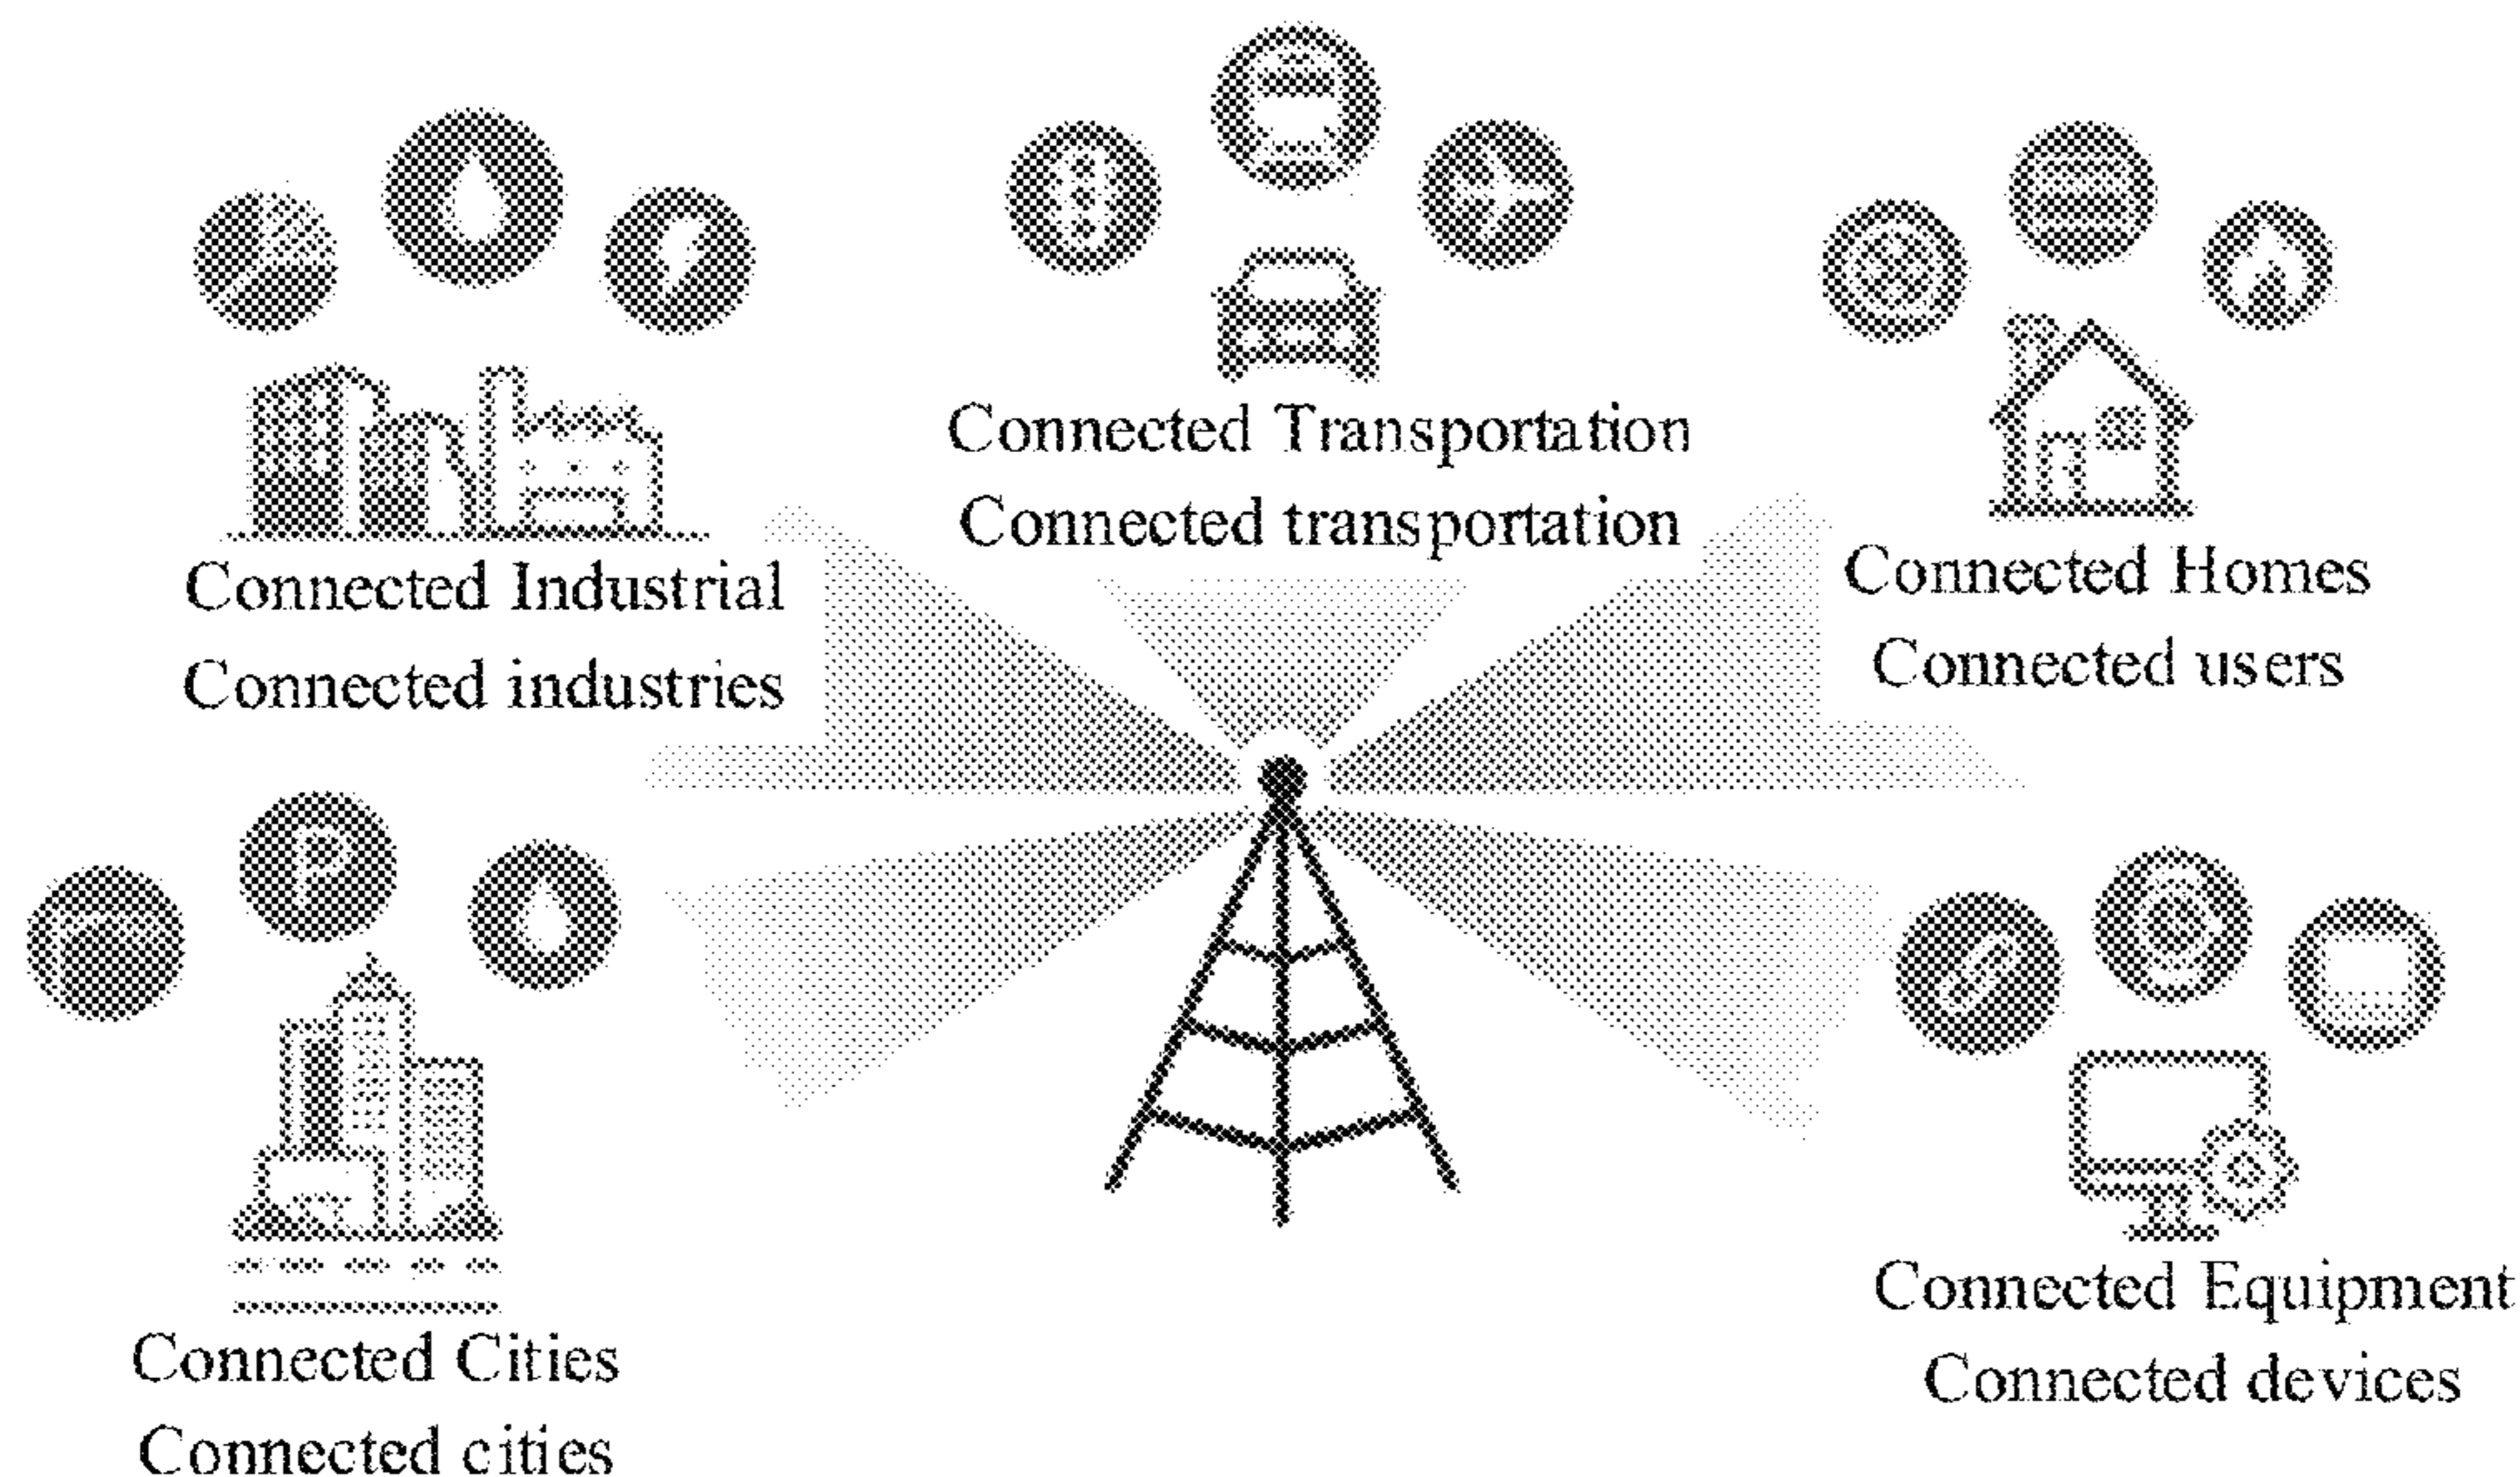 Connected Transportation
Connected transportation
Connected Industrial
Connected industries
Connected Homes
Connected users
P
Connected Cities
Connected cities
Connected Equipment
Connected devices